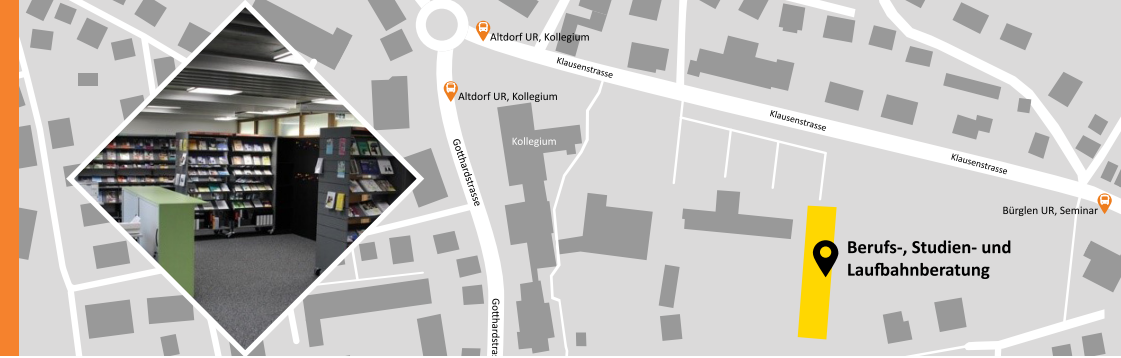 Altdorf UR, Kollegium
Klausenstrasse
Altdorf UR, Kollegium
Klausenstrasse
Kollegium
Gotthardstrasse
Klausenstrasse
Bürglen UR, Seminar
Berufs-, Studien- und
Laufbahnberatung
Gotthardstra